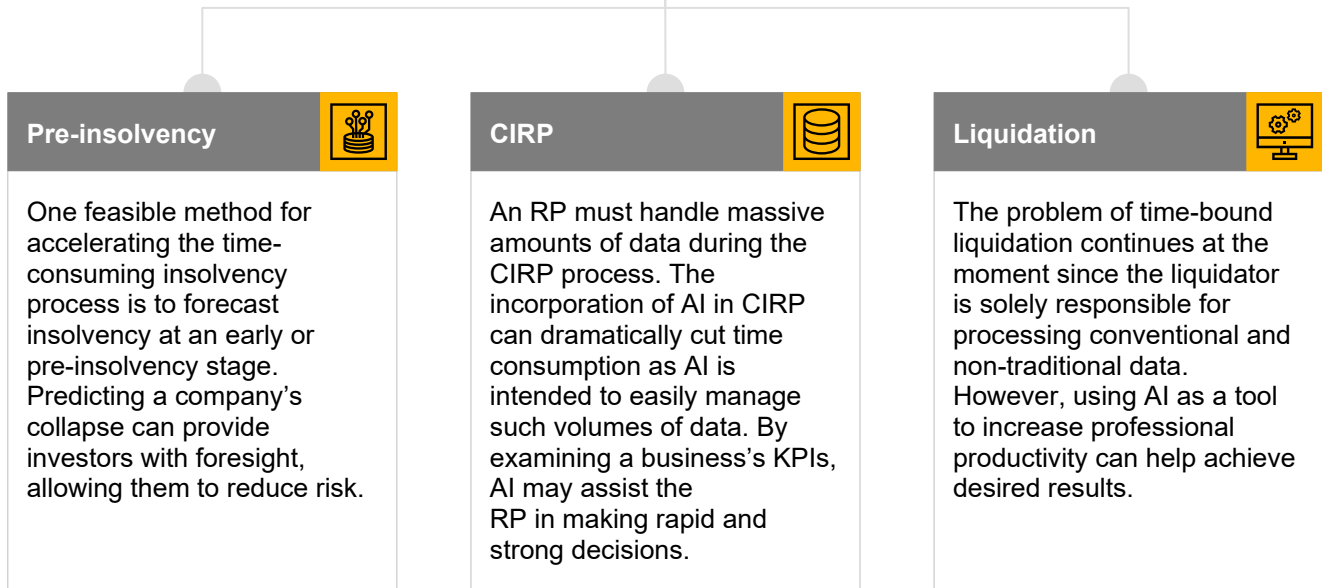 Pre-insolvency
One feasible method for
accelerating the time-
consuming insolvency
process is to forecast
insolvency at an early or
pre-insolvency stage.
Predicting a company’s
collapse can provide
investors with foresight,
allowing them to reduce risk.
CIRP
An RP must handle massive
amounts of data during the
CIRP process. The
incorporation of AI in CIRP
can dramatically cut time
consumption as AI is
intended to easily manage
such volumes of data. By
examining a business’s KPIs,
AI may assist the
RP in making rapid and
strong decisions.
Liquidation
The problem of time-bound
liquidation continues at the
moment since the liquidator
is solely responsible for
processing conventional and
non-traditional data.
However, using AI as a tool
to increase professional
productivity can help achieve
desired results.